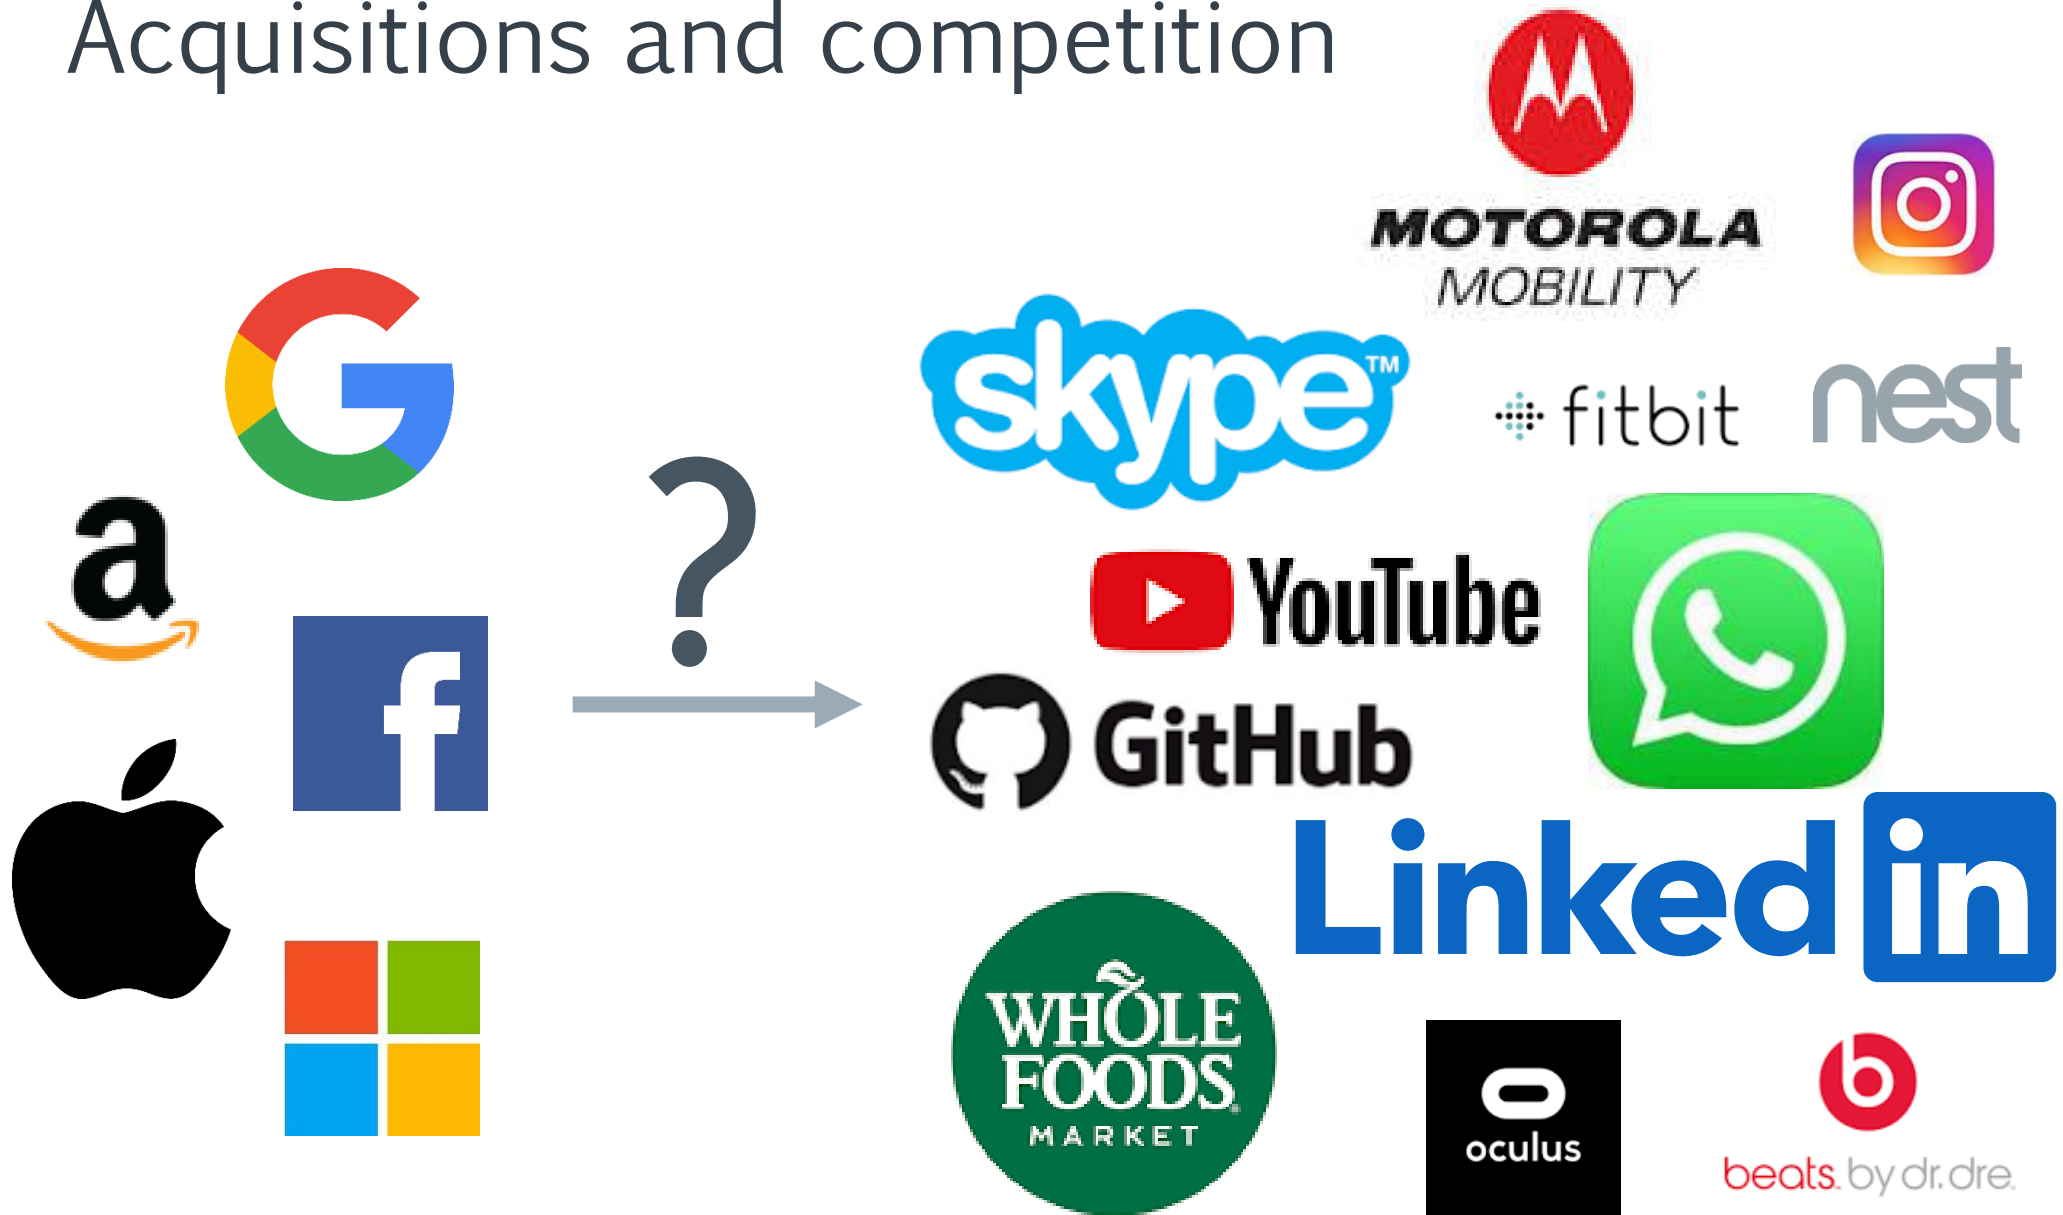 Acquisitions and competition
MOTOROLA
MOBILITY
skype™
fitbit
nest
a
f
?
YouTube
GitHub
Linked in
WHOLE
FOODS®
MARKET
oculus
b
beats. by dr. dre.